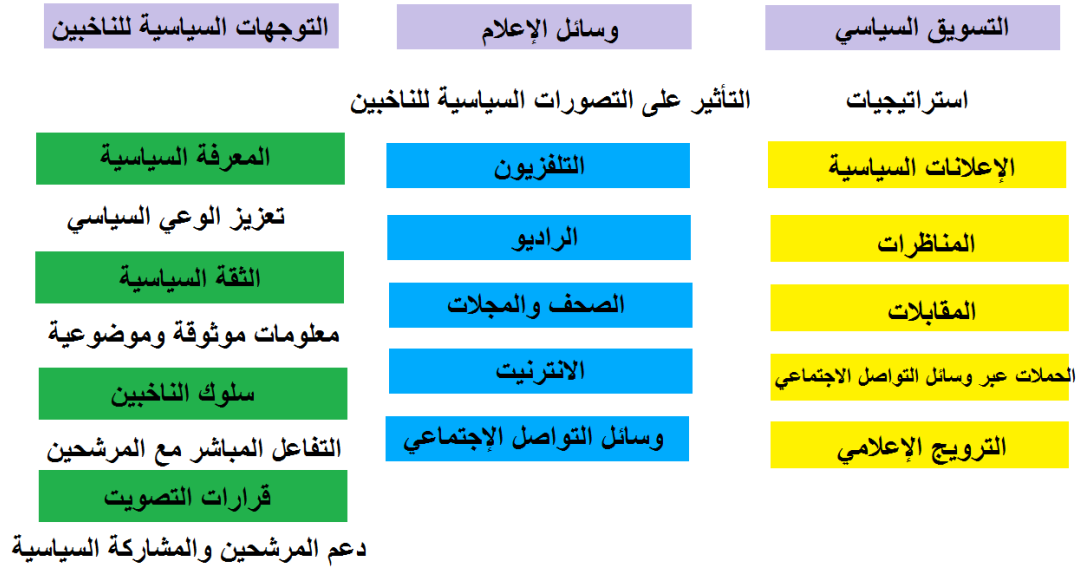 التسويق السياسي
استراتيجيات
الإعلانات السياسية
المناظرات
المقابلات
الحملات عبر وسائل التواصل الاجتماعي
الترويج الإعلامي
وسائل الإعلام
التأثير على التصورات السياسية للناخبين
التلفزيون
الراديو
الصحف والمجلات
الانترنيت
وسائل التواصل الإجتماعي
التوجهات السياسية للناخبين
المعرفة السياسية
تعزيز الوعي السياسي
الثقة السياسية
معلومات موثوقة وموضوعية
سلوك الناخبين
التفاعل المباشر مع المرشحين
قرارات التصويت
دعم المرشحين والمشاركة السياسية